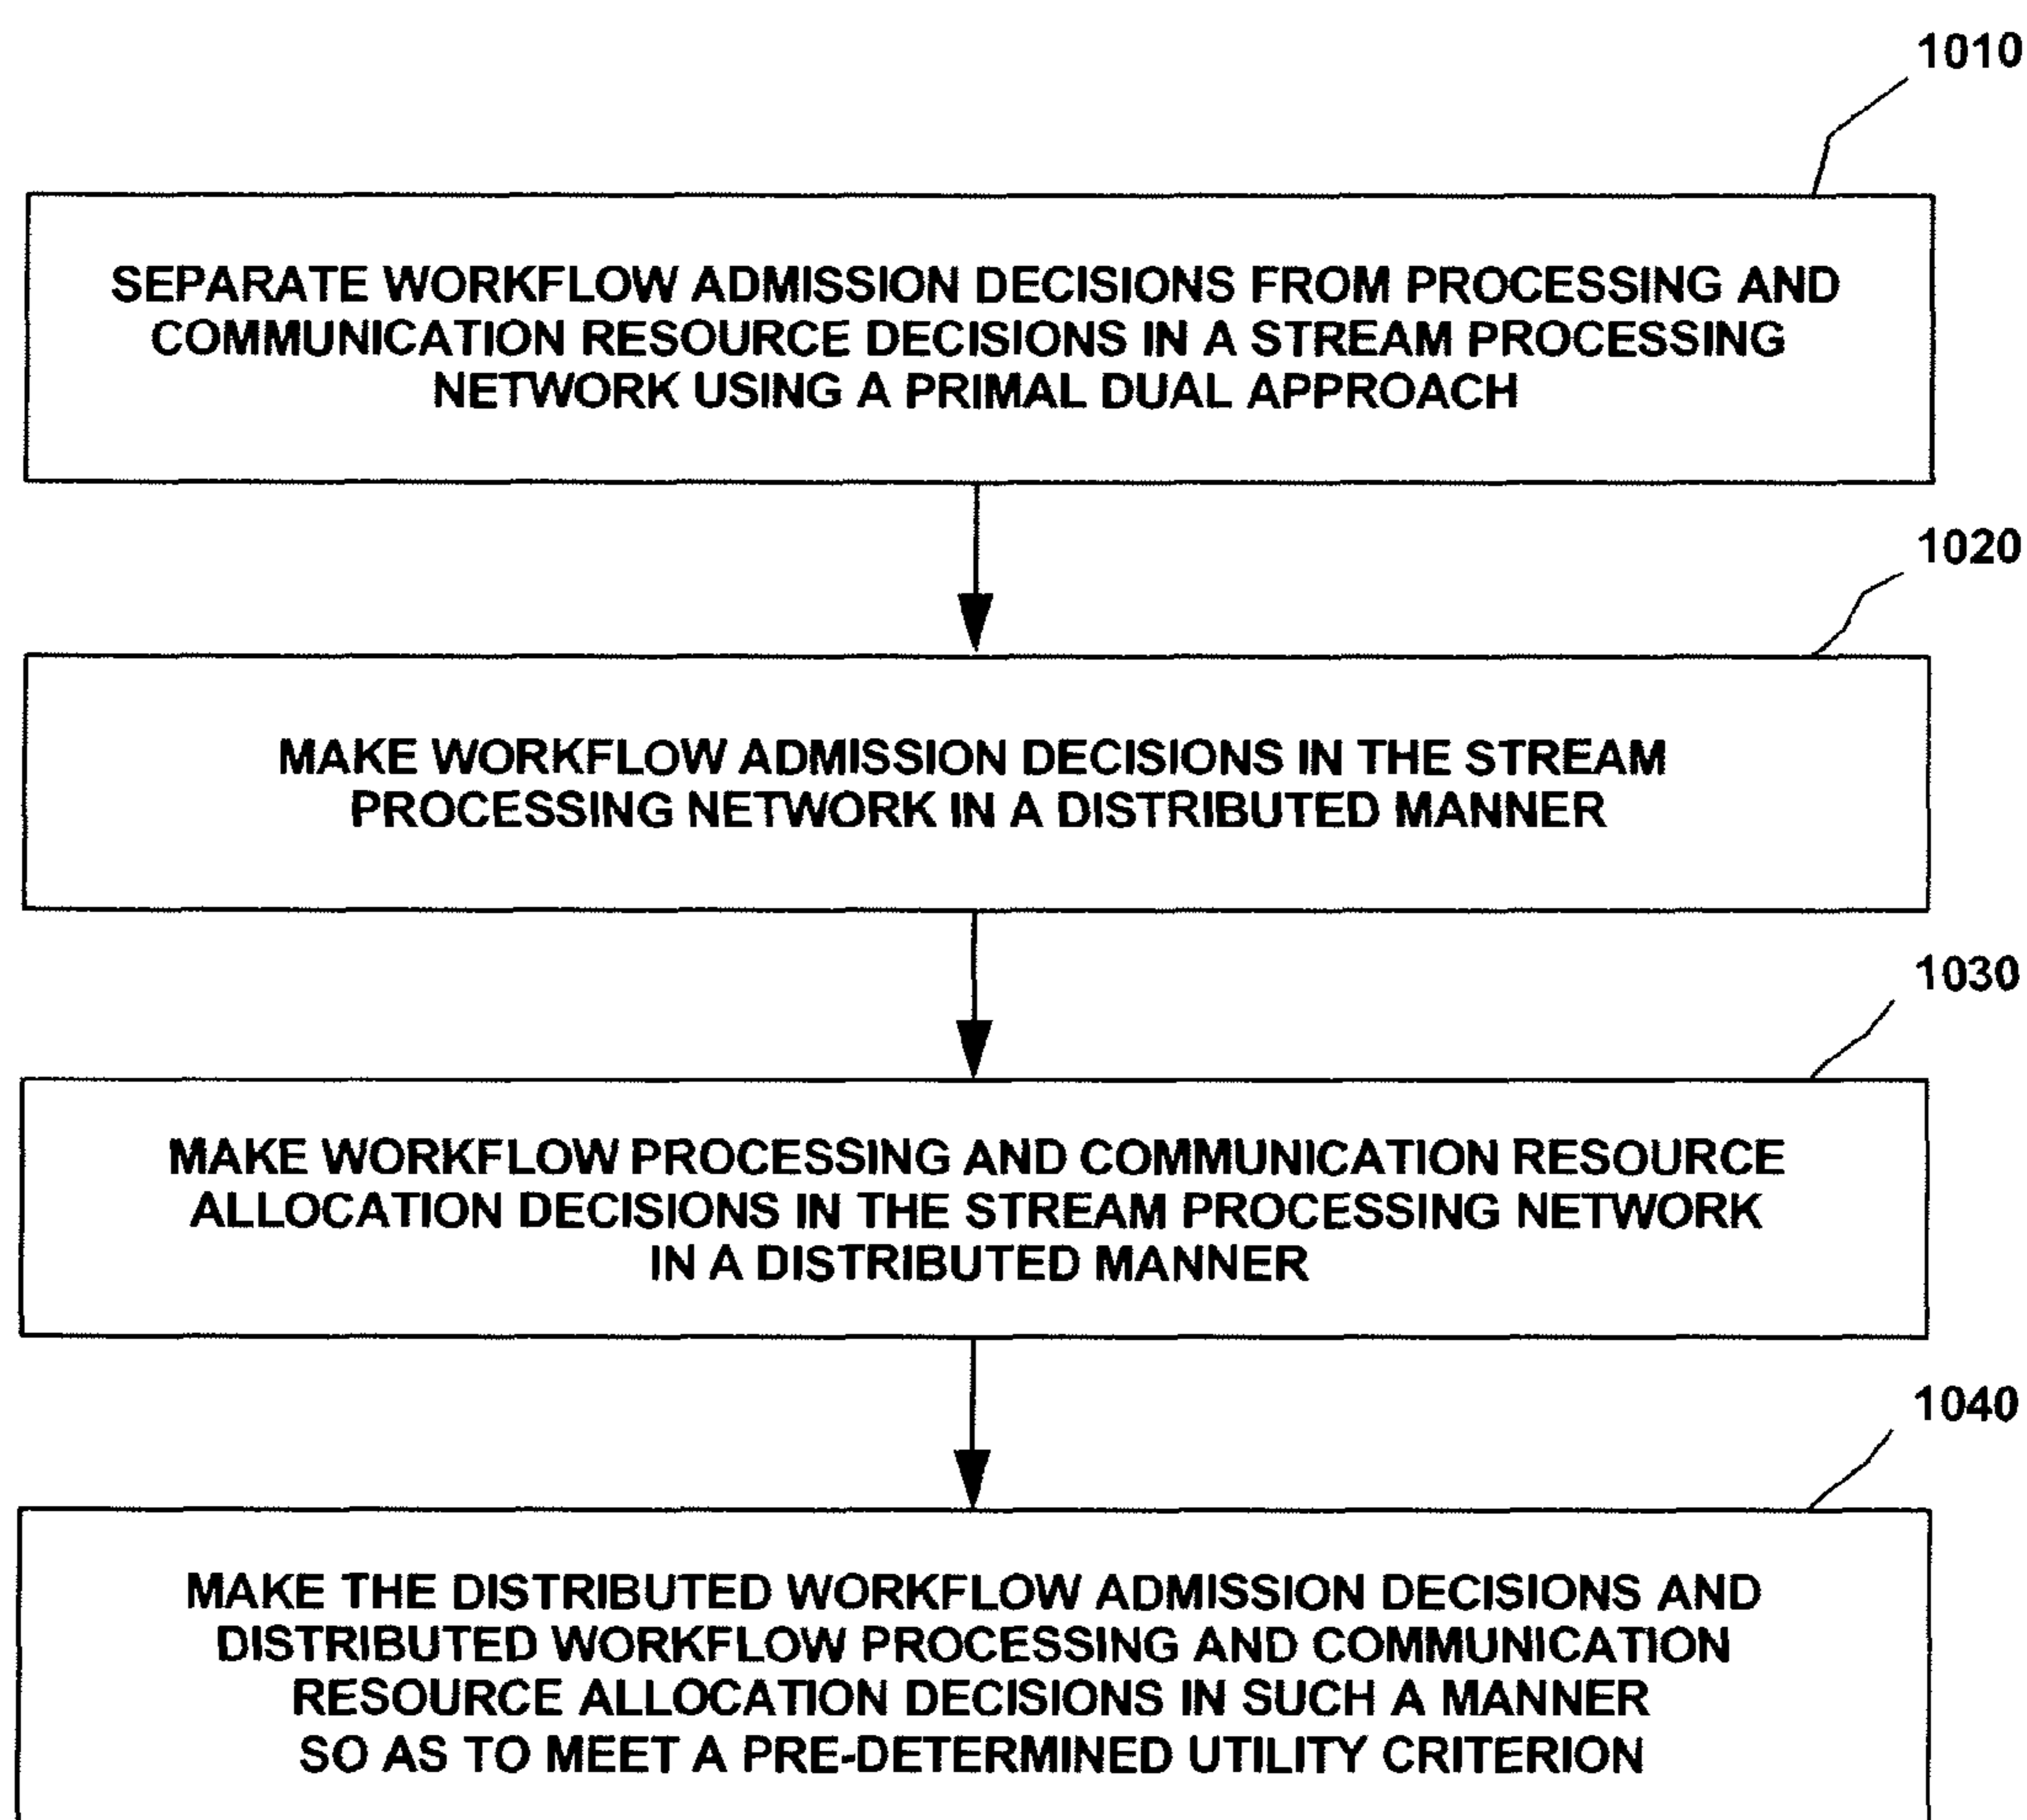 1010
SEPARATE WORKFLOW ADMISSION DECISIONS FROM PROCESSING AND
COMMUNICATION RESOURCE DECISIONS IN A STREAM PROCESSING
NETWORK USING A PRIMAL DUAL APPROACH
1020
MAKE WORKFLOW ADMISSION DECISIONS IN THE STREAM
PROCESSING NETWORK IN A DISTRIBUTED MANNER
1030
MAKE WORKFLOW PROCESSING AND COMMUNICATION RESOURCE
ALLOCATION DECISIONS IN THE STREAM PROCESSING NETWORK
IN A DISTRIBUTED MANNER
1040
MAKE THE DISTRIBUTED WORKFLOW ADMISSION DECISIONS AND
DISTRIBUTED WORKFLOW PROCESSING AND COMMUNICATION
RESOURCE ALLOCATION DECISIONS IN SUCH A MANNER
SO AS TO MEET A PRE-DETERMINED UTILITY CRITERION